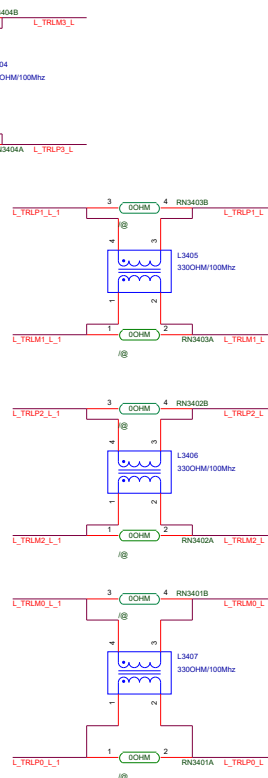 3404B
L_TRLM3_L
04
OHM/100Mhz
N3404A L_TRLP3_L
3 0OHM 4 RN3403B
L_TRLP1_L_1 L_TRLP1_L
/@
4 3
L3405
330OHM/100Mhz
1 2
1 0OHM 2
L_TRLM1_L_1 RN3403A L_TRLM1_L
/@
3 0OHM 4 RN3402B
L_TRLP2_L_1 L_TRLP2_L
/@
4 3
L3406
330OHM/100Mhz
1 2
1 0OHM 2
L_TRLM2_L_1 RN3402A L_TRLM2_L
/@
3 0OHM 4 RN3401B
L_TRLM0_L_1 L_TRLM0_L
/@
4 3
L3407
330OHM/100Mhz
1 2
1 0OHM 2
L_TRLP0_L_1 RN3401A L_TRLP0_L
/@